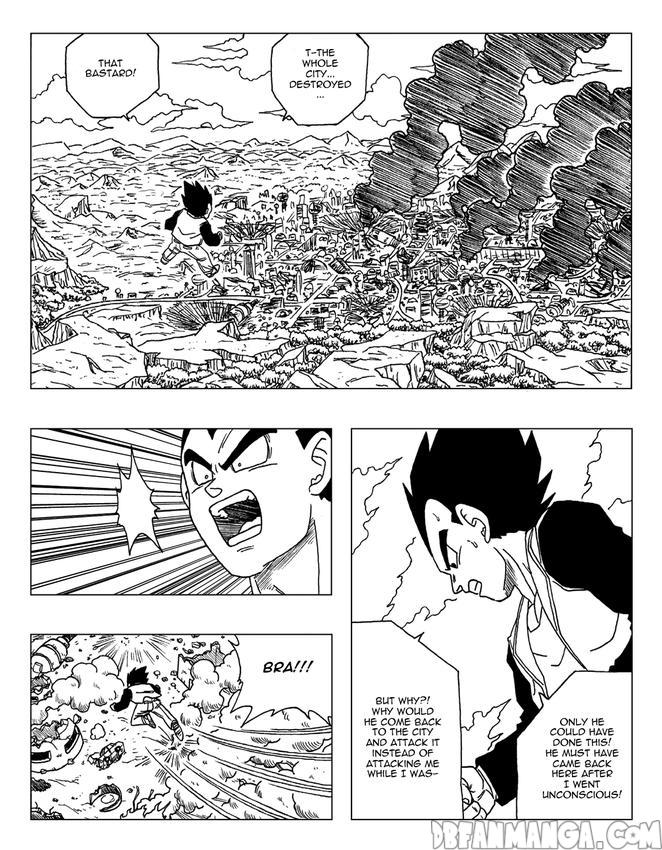 T-THE
WHOLE
CITY...
DESTROYED
...
THAT
BASTARD!
ONLY HE
COULD HAVE
DONE THIS!
HE MUST HAVE
CAME BACK
HERE AFTER
I WENT
UNCONSCIOUS!
BUT WHY?!
WHY WOULD
HE COME BACK
TO THE CITY
AND ATTACK IT
INSTEAD OF
ATTACKING ME
WHILE I WAS-
BRA!!!
DBFANMANGA.COM